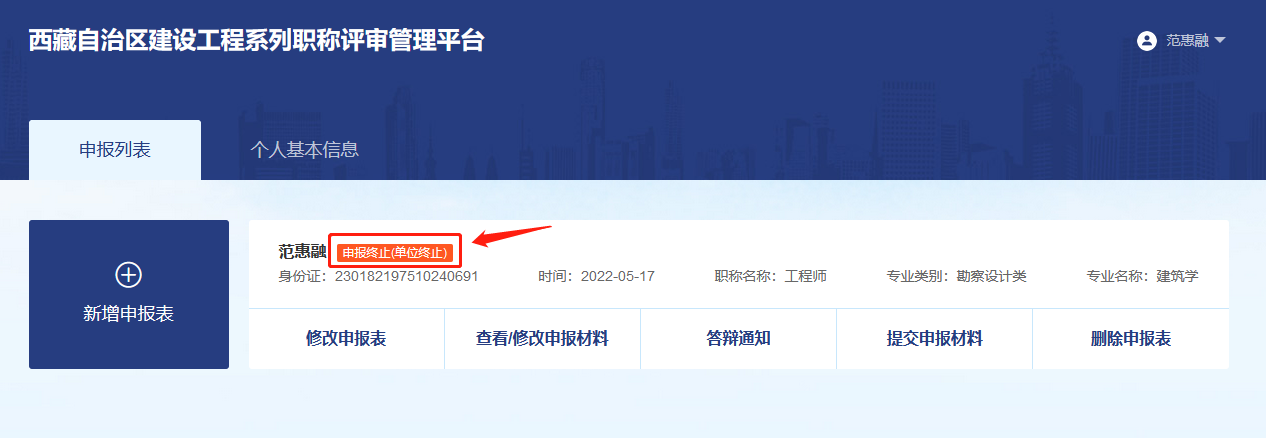 西藏自治区建设工程系列职称评审管理平台
范惠融
申报列表
个人基本信息
新增申报表
范惠融 申报终止(单位终止)
身份证：230182197510240691 时间：2022-05-17 职称名称：工程师 专业类别：勘察设计类 专业名称：建筑学
修改申报表 查看/修改申报材料 答辩通知 提交申报材料 删除申报表